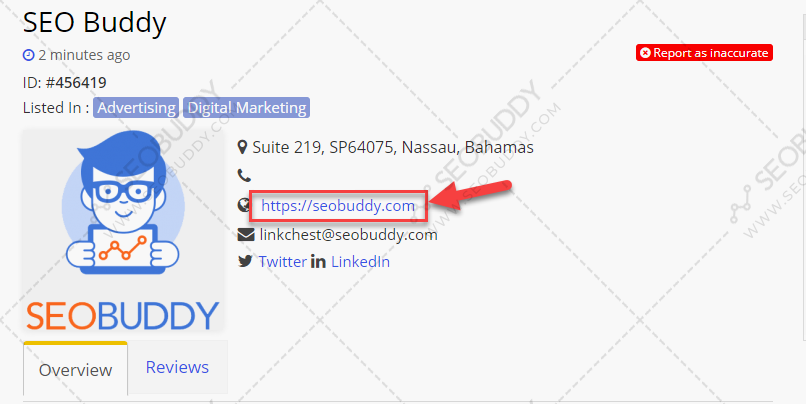 SEO Buddy
2 minutes ago
Report as inaccurate
ID: #456419
Listed In : Advertising Digital Marketing
Suite 219, SP64075, Nassau, Bahamas
https://seobuddy.com
linkchest@seobuddy.com
Twitter LinkedIn
SEOBUDDY
Overview
Reviews
SEOBUDDY
WWW.SEOBUDDY.COM